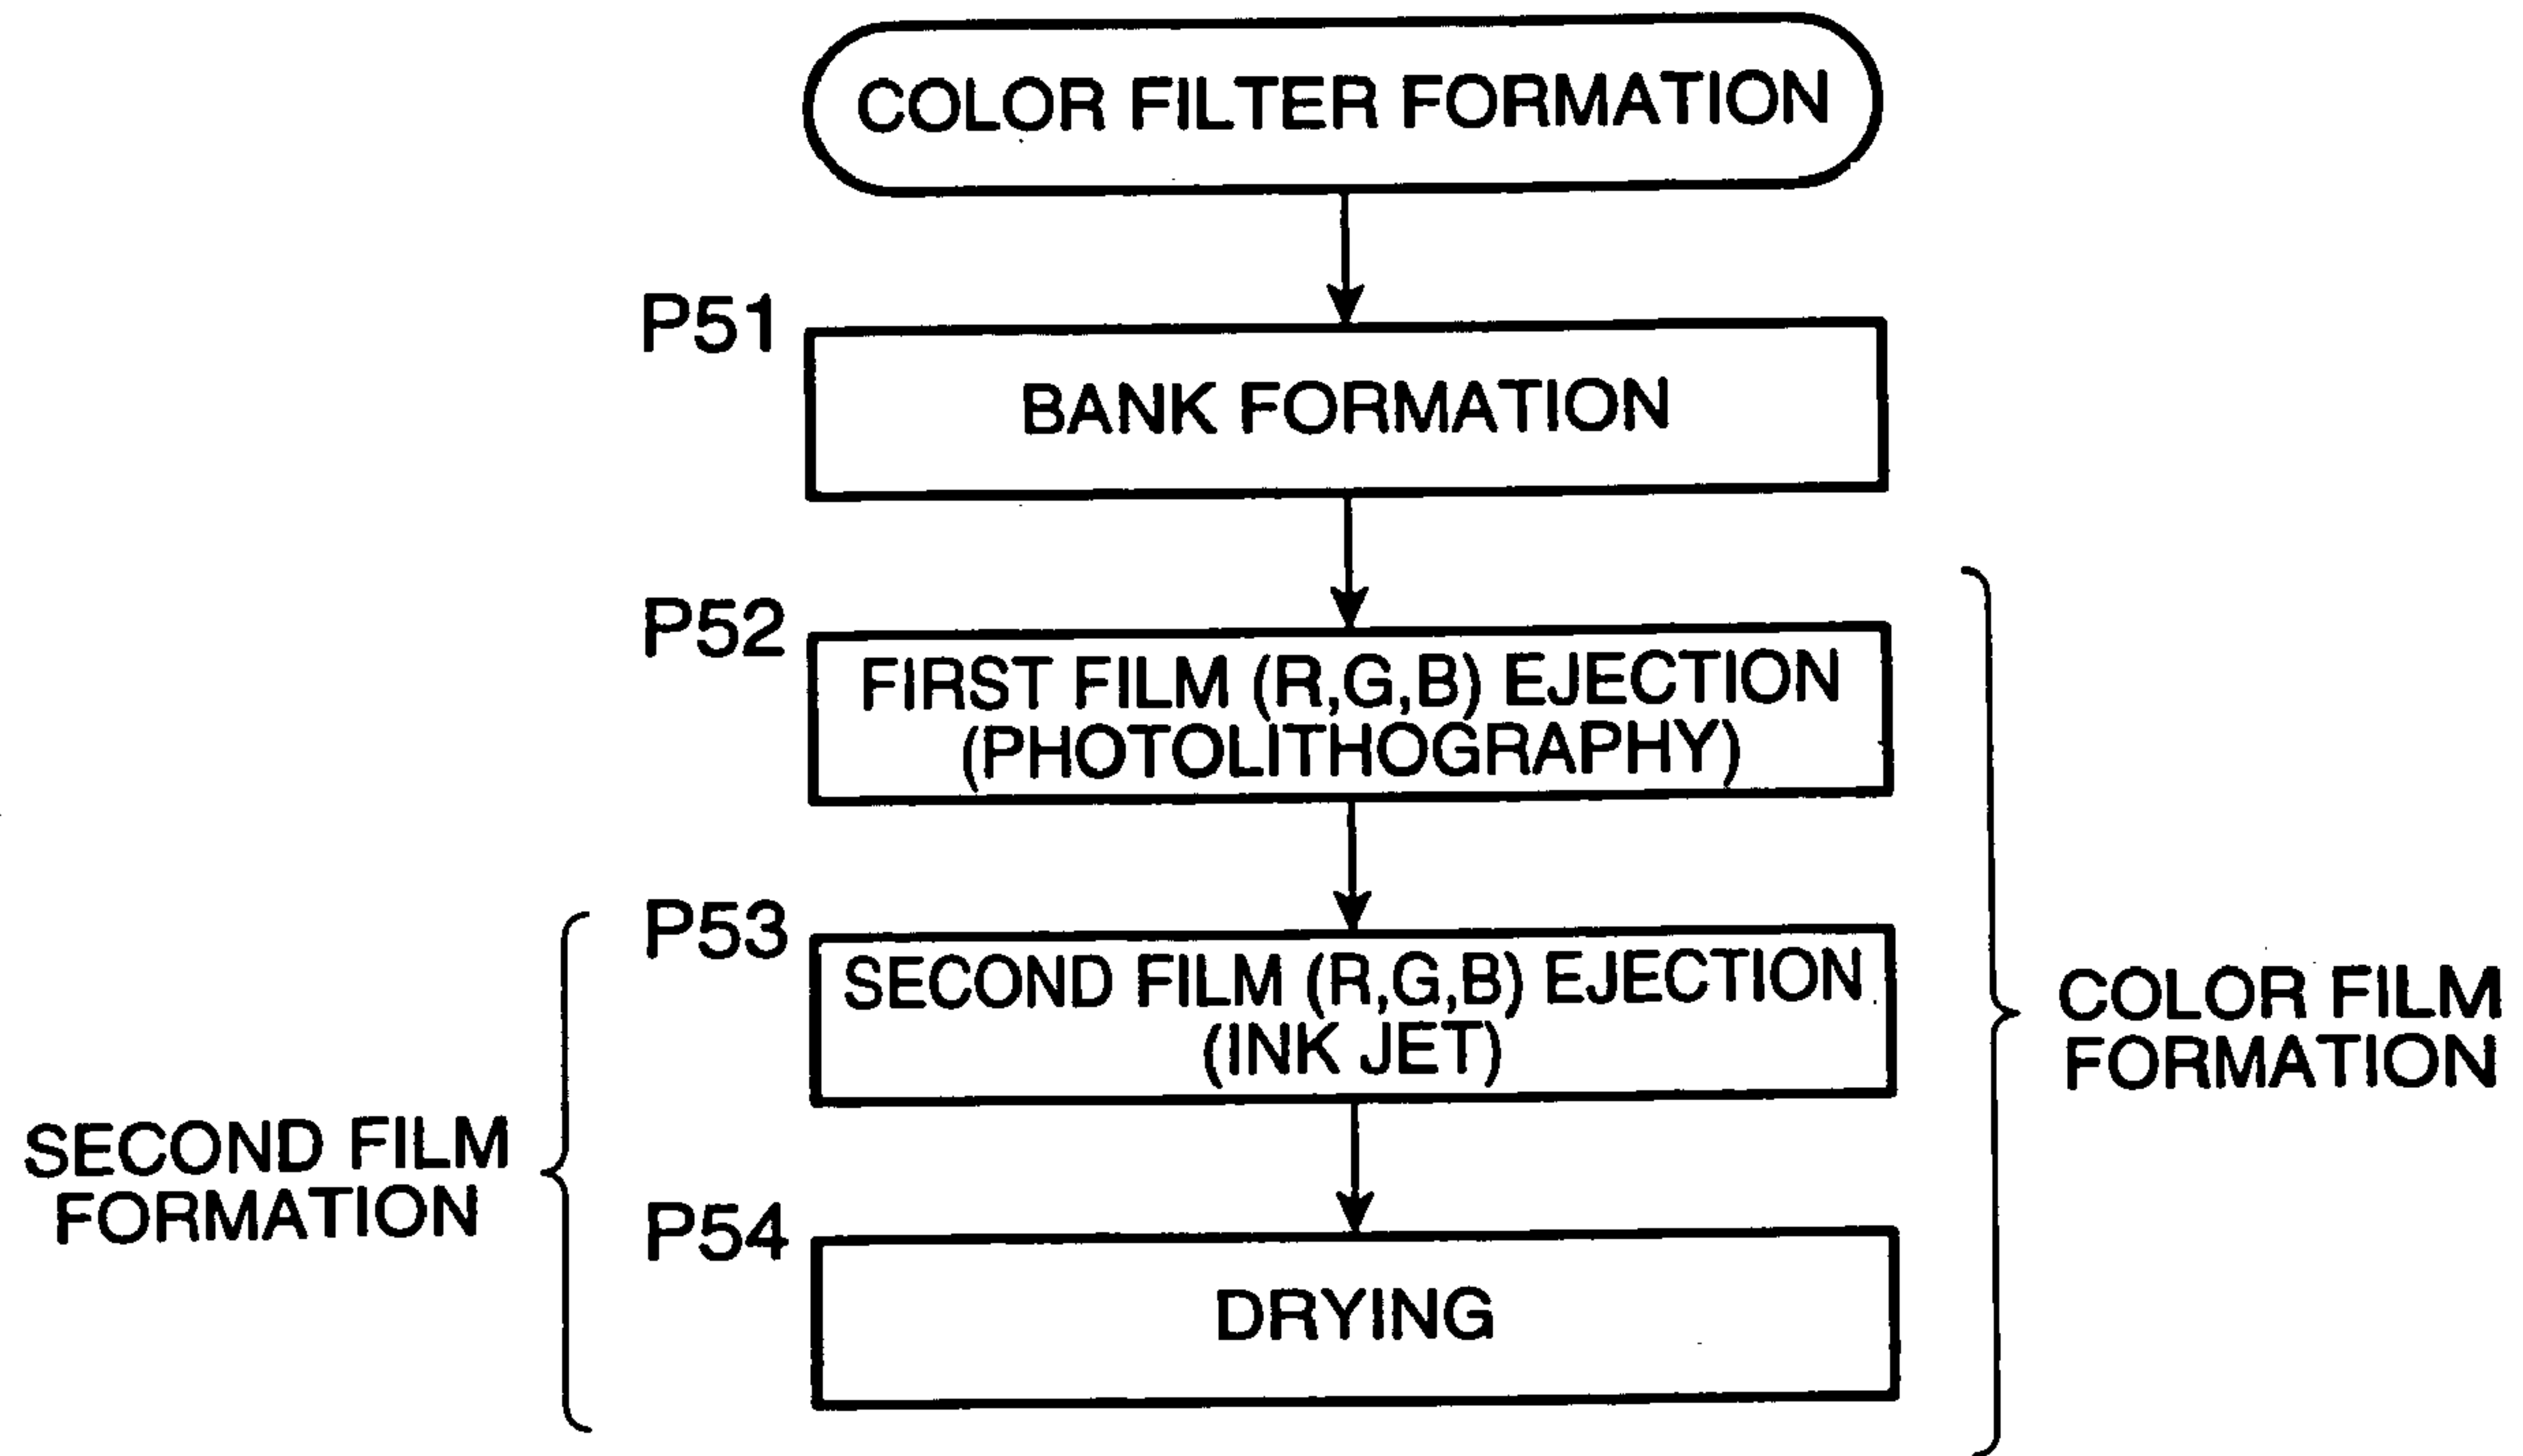 COLOR FILTER FORMATION
P51
BANK FORMATION
P52
FIRST FILM (R,G,B) EJECTION
(PHOTOLITHOGRAPHY)
P53
SECOND FILM (R,G,B) EJECTION
(INK JET)
COLOR FILM
FORMATION
SECOND FILM
FORMATION
P54
DRYING